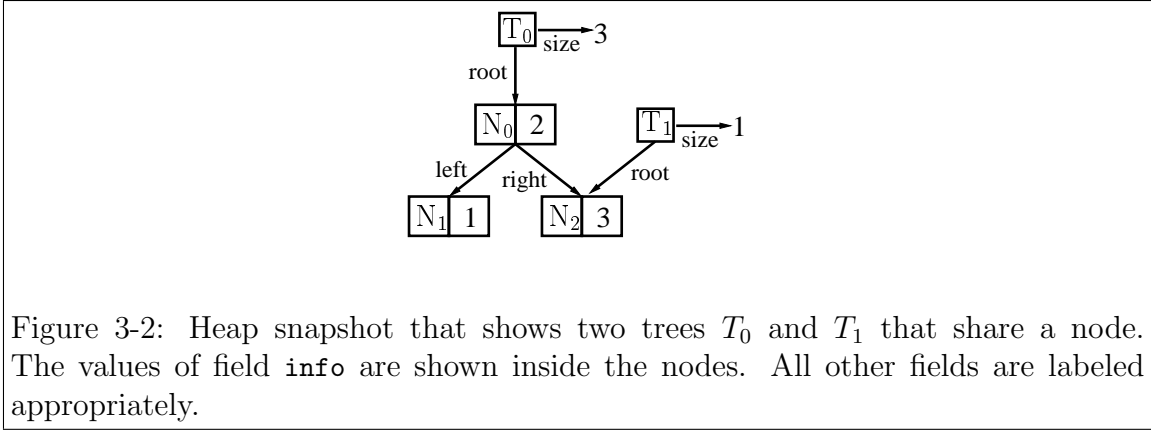 T₀ size 3
root
N₀ 2 T₁ size 1
left right root
N₁ 1 N₂ 3
Figure 3-2: Heap snapshot that shows two trees T₀ and T₁ that share a node.
The values of field info are shown inside the nodes. All other fields are labeled
appropriately.